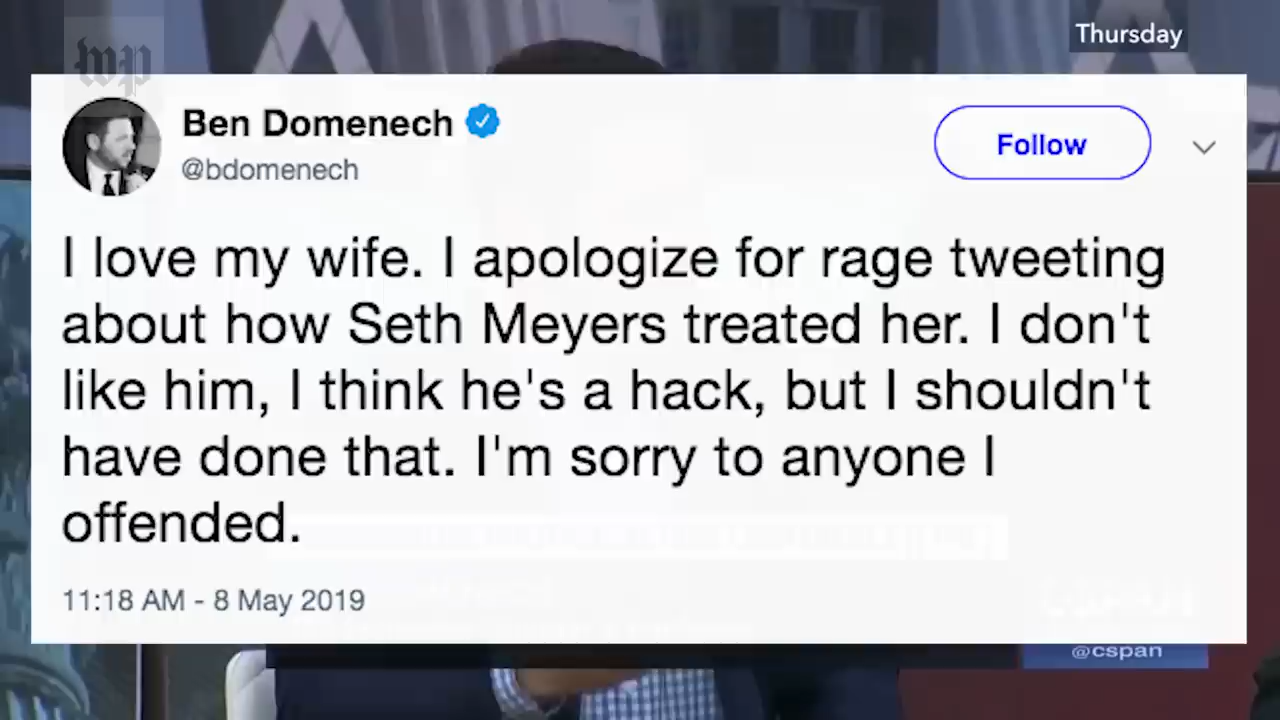 Thursday
wp
Ben Domenech
@bdomenech
Follow
I love my wife. I apologize for rage tweeting
about how Seth Meyers treated her. I don't
like him, I think he's a hack, but I shouldn't
have done that. I'm sorry to anyone I
offended.
11:18 AM - 8 May 2019
@cspan